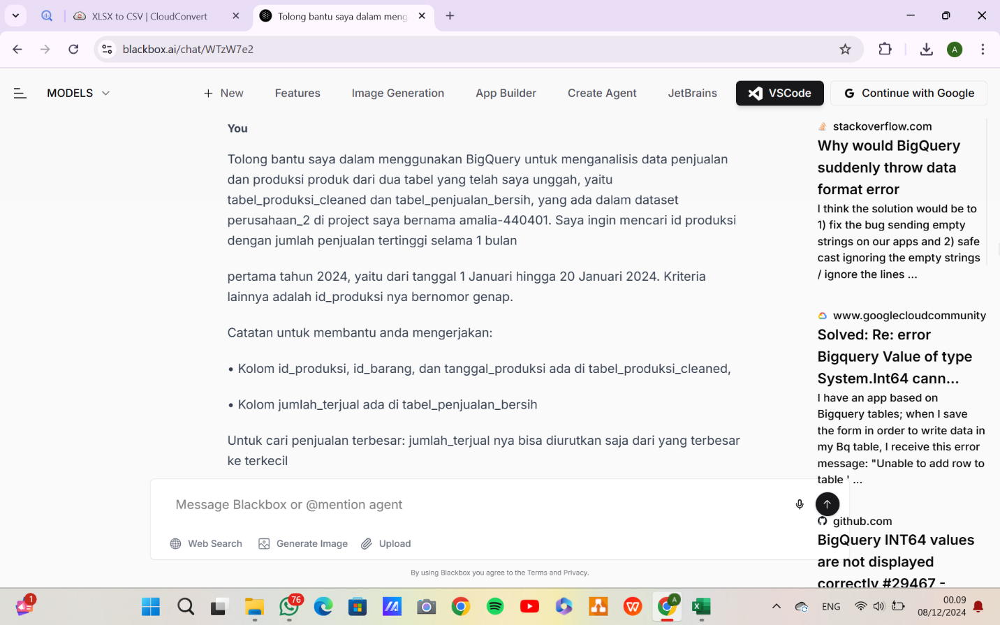 XLSX to CSV | CloudConvert
Tolong bantu saya dalam meng
blackbox.ai/chat/WTzW7e2
A
MODELS
New
Features
Image Generation
App Builder
Create Agent
JetBrains
VSCode
G Continue with Google
You
Tolong bantu saya dalam menggunakan BigQuery untuk menganalisis data penjualan
dan produksi produk dari dua tabel yang telah saya unggah, yaitu
tabel_produksi_cleaned dan tabel_penjualan_bersih, yang ada dalam dataset
perusahaan_2 di project saya bernama amalia-440401. Saya ingin mencari id produksi
dengan jumlah penjualan tertinggi selama 1 bulan
pertama tahun 2024, yaitu dari tanggal 1 Januari hingga 20 Januari 2024. Kriteria
lainnya adalah id_produksi nya bernomor genap.
Catatan untuk membantu anda mengerjakan:
• Kolom id_produksi, id_barang, dan tanggal_produksi ada di tabel_produksi_cleaned,
• Kolom jumlah_terjual ada di tabel_penjualan_bersih
Untuk cari penjualan terbesar: jumlah_terjual nya bisa diurutkan saja dari yang terbesar
ke terkecil
stackoverflow.com
Why would BigQuery
suddenly throw data
format error
I think the solution would be to
1) fix the bug sending empty
strings on our apps and 2) safe
cast ignoring the empty strings
/ ignore the lines ...
www.googlecloudcommunity
Solved: Re: error
Bigquery Value of type
System.Int64 cann...
I have an app based on
Bigquery tables; when I save
the form in order to write data in
my Bq table, I receive this error
message: "Unable to add row to
table ' ...
github.com
BigQuery INT64 values
are not displayed
correctly #29467 -
Message Blackbox or @mention agent
Web Search
Generate Image
Upload
By using Blackbox you agree to the Terms and Privacy.
1
76
A
ENG
00.09
08/12/2024